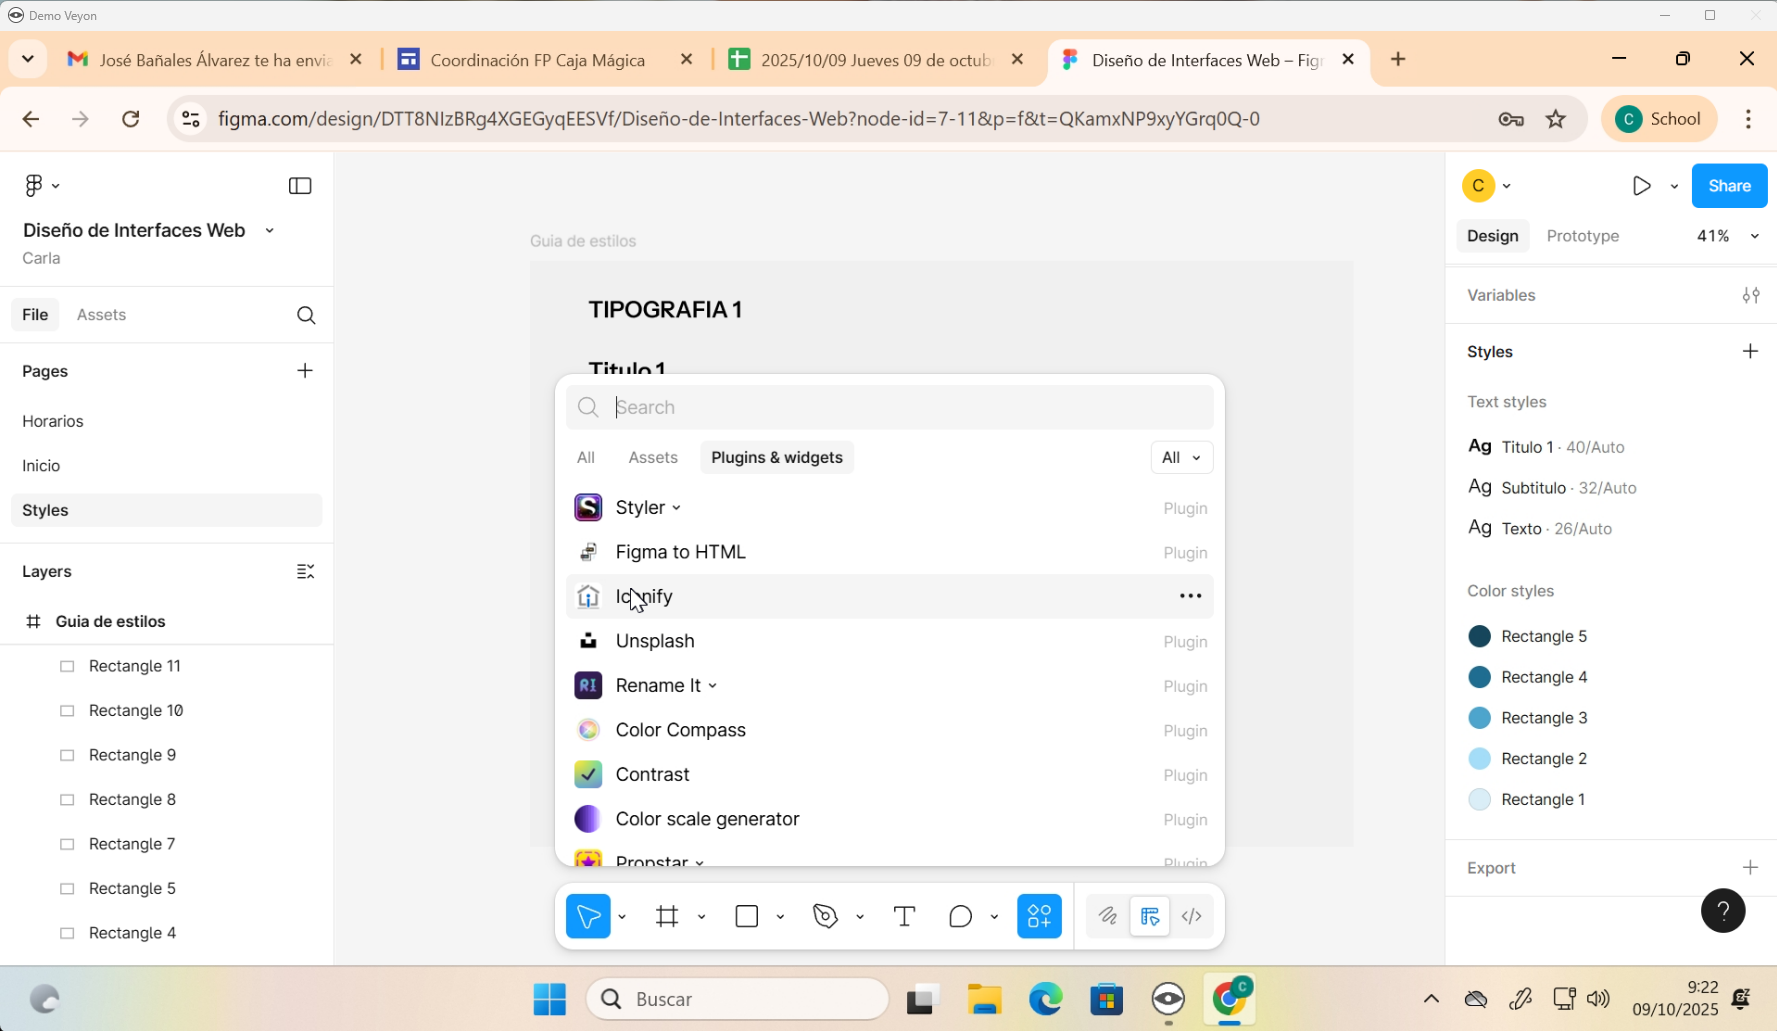 Demo Veyon
José Bañales Álvarez te ha envia
Coordinación FP Caja Mágica
2025/10/09 Jueves 09 de octub
Diseño de Interfaces Web – Figr
figma.com/design/DTT8NIzBRg4XGEGyqEESVf/Diseño-de-Interfaces-Web?node-id=7-11&p=f&t=QKamxNP9xyYGrq0Q-0
C School
Diseño de Interfaces Web
Carla
File Assets
Pages
Horarios
Inicio
Styles
Layers
Guia de estilos
Rectangle 11
Rectangle 10
Rectangle 9
Rectangle 8
Rectangle 7
Rectangle 5
Rectangle 4
Guia de estilos
TIPOGRAFIA 1
Titulo 1
Search
All Assets Plugins & widgets All
Styler Plugin
Figma to HTML Plugin
Iconify
Unsplash Plugin
RI Rename It Plugin
Color Compass Plugin
Contrast Plugin
Color scale generator Plugin
Propstar Plugin
C Share
Design Prototype 41%
Variables
Styles
Text styles
Ag Titulo 1 · 40/Auto
Ag Subtitulo · 32/Auto
Ag Texto · 26/Auto
Color styles
Rectangle 5
Rectangle 4
Rectangle 3
Rectangle 2
Rectangle 1
Export
?
Buscar
C
9:22
09/10/2025